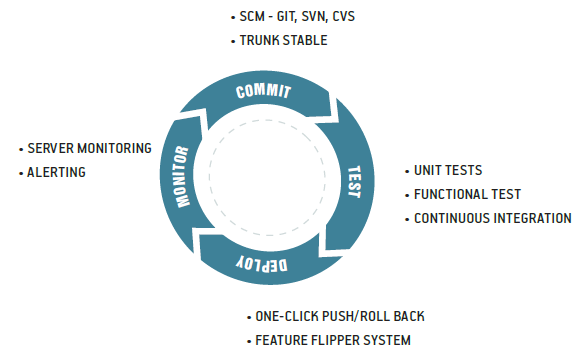 • SCM - GIT, SVN, CVS
• TRUNK STABLE
COMMIT
• SERVER MONITORING
• ALERTING
MONITOR
TEST
• UNIT TESTS
• FUNCTIONAL TEST
• CONTINUOUS INTEGRATION
DEPLOY
• ONE-CLICK PUSH/ROLL BACK
• FEATURE FLIPPER SYSTEM